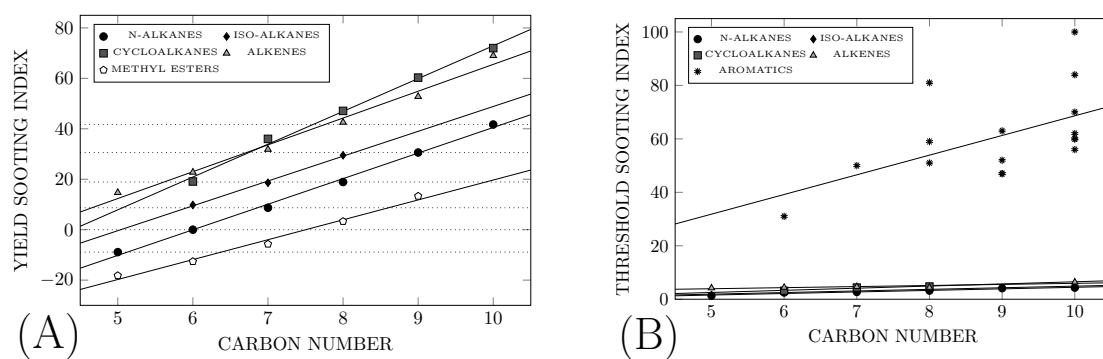 YIELD SOOTING INDEX
80
60
40
20
0
−20
N-ALKANES
ISO-ALKANES
CYCLOALKANES
ALKENES
METHYL ESTERS
5 6 7 8 9 10
CARBON NUMBER
(A)
THRESHOLD SOOTING INDEX
100
80
60
40
20
0
N-ALKANES
ISO-ALKANES
CYCLOALKANES
ALKENES
AROMATICS
5 6 7 8 9 10
CARBON NUMBER
(B)